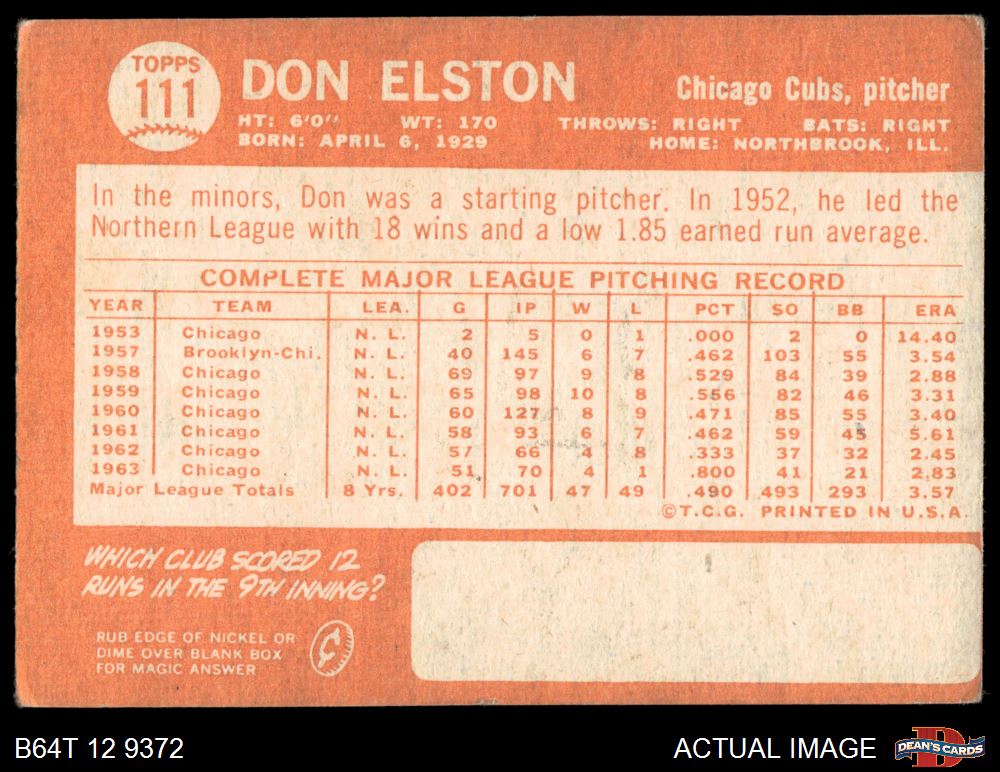 TOPPS
111
DON ELSTON
Chicago Cubs, pitcher
HT: 6'0" WT: 170 THROWS: RIGHT BATS: RIGHT
BORN: APRIL 6, 1929 HOME: NORTHBROOK, ILL.
In the minors, Don was a starting pitcher. In 1952, he led the
Northern League with 18 wins and a low 1.85 earned run average.
COMPLETE MAJOR LEAGUE PITCHING RECORD
YEAR TEAM LEA. G IP W L PCT SO BB ERA
1953 Chicago N. L. 2 5 0 1 .000 2 0 14.40
1957 Brooklyn-Chi. N. L. 40 145 6 7 .462 103 55 3.54
1958 Chicago N. L. 69 97 9 8 .529 84 39 2.88
1959 Chicago N. L. 65 98 10 8 .556 82 46 3.31
1960 Chicago N. L. 60 127 8 9 .471 85 55 3.40
1961 Chicago N. L. 58 93 6 7 .462 59 45 5.61
1962 Chicago N. L. 57 66 4 8 .333 37 32 2.45
1963 Chicago N. L. 51 70 4 1 .800 41 21 2.83
Major League Totals 8 Yrs. 402 701 47 49 .490 493 293 3.57
©T.C.G. PRINTED IN U.S.A.
WHICH CLUB SCORED 12
RUNS IN THE 9TH INNING?
RUB EDGE OF NICKEL OR
DIME OVER BLANK BOX
FOR MAGIC ANSWER
¢
B64T 12 9372
ACTUAL IMAGE
DEAN'S CARDS